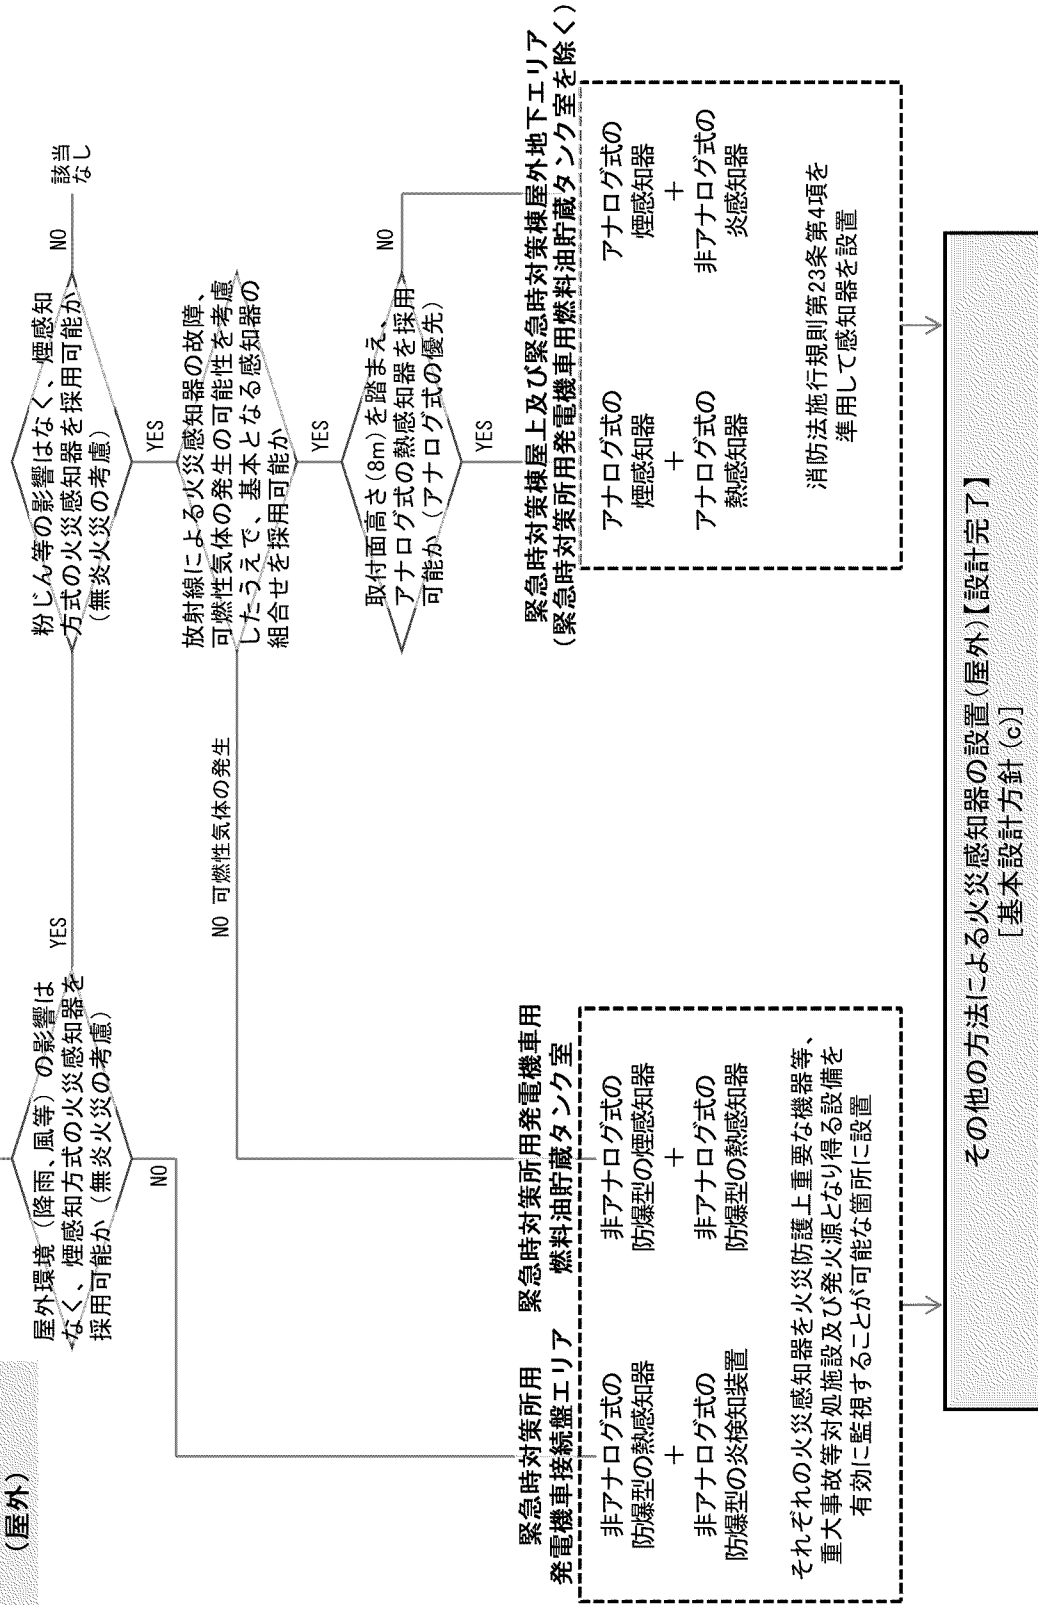 (屋外)
屋外環境（降雨、風等）の影響は
なく、煙感知方式の火災感知器を
採用可能か（無炎火災の考慮）
YES
NO
粉じん等の影響はなく、煙感知
方式の火災感知器を採用可能か
（無炎火災の考慮）
NO
該当
なし
YES
放射線による火災感知器の故障、
可燃性気体の発生の可能性を考慮
したうえで、基本となる感知器の
組合せを採用可能か
NO 可燃性気体の発生
YES
取付面高さ(8m)を踏まえ、
アナログ式の熱感知器を採用
可能か（アナログ式の優先）
NO
YES
緊急時対策所用
発電機車接続盤エリア
非アナログ式の
防爆型の熱感知器
+
非アナログ式の
防爆型の炎検知装置
緊急時対策所用発電機車用
燃料油貯蔵タンク室
非アナログ式の
防爆型の煙感知器
+
非アナログ式の
防爆型の熱感知器
それぞれの火災感知器を火災防護上重要な機器等、
重大事故等対処施設及び発火源となり得る設備を
有効に監視することが可能な箇所に設置
緊急時対策棟屋上及び緊急時対策棟屋外地下エリア
(緊急時対策所用発電機車用燃料油貯蔵タンク室を除く)
アナログ式の
煙感知器
+
アナログ式の
熱感知器
アナログ式の
煙感知器
+
非アナログ式の
炎感知器
消防法施行規則第23条第4項を
準用して感知器を設置
その他の方法による火災感知器の設置(屋外)【設計完了】
[基本設計方針(c)]